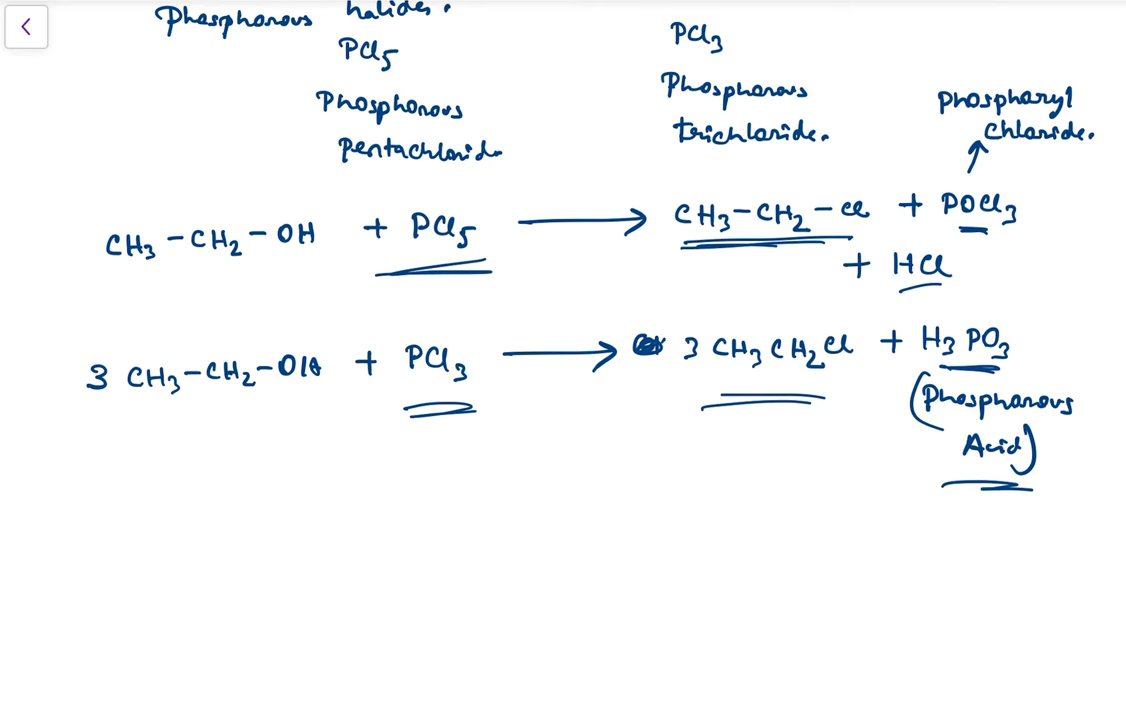 Phosphorous halides.
PCl5 PCl3
Phosphorous Phosphorous
pentachloride trichloride.
Phosphoryl
chloride.
CH3-CH2-OH + PCl5 → CH3-CH2-Cl + POCl3
+ HCl
3 CH3-CH2-OH + PCl3 → 3 CH3CH2Cl + H3PO3
(Phosphorous
Acid)